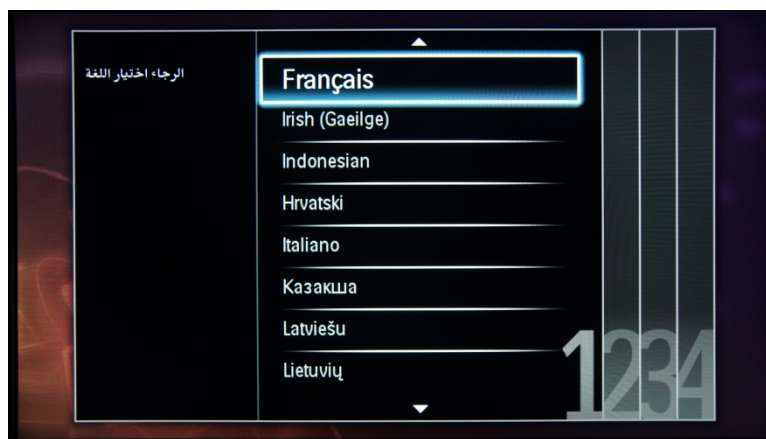 الرجاء اختيار اللغة
Français
Irish (Gaeilge)
Indonesian
Hrvatski
Italiano
Казакша
Latviešu
Lietuvių
1234